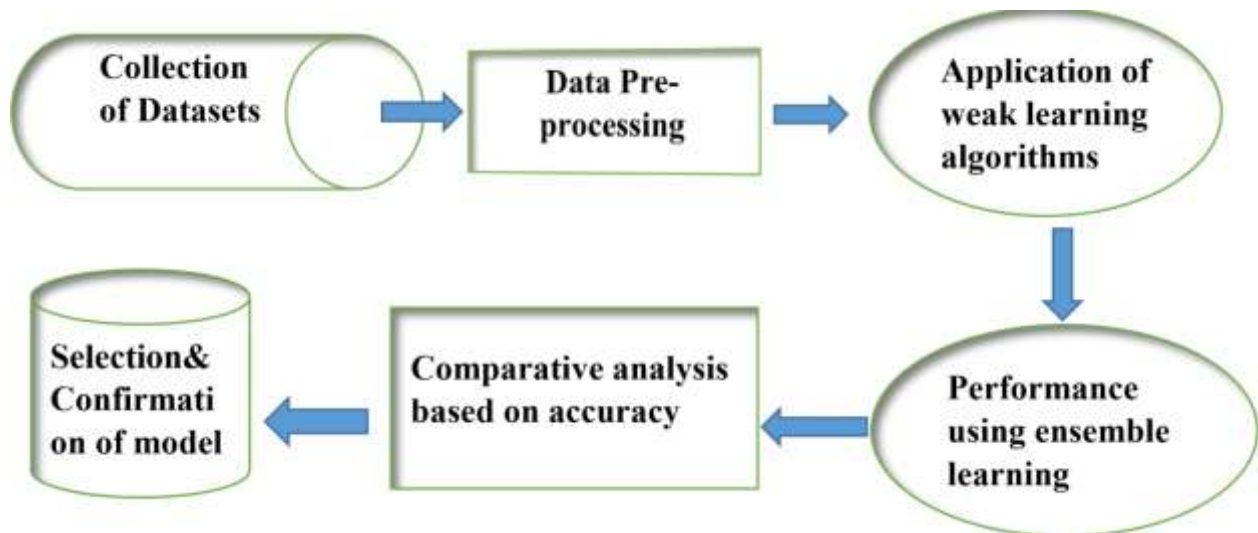 Collection
of Datasets
Data Pre-
processing
Application of
weak learning
algorithms
Performance
using ensemble
learning
Comparative analysis
based on accuracy
Selection&
Confirmati
on of model